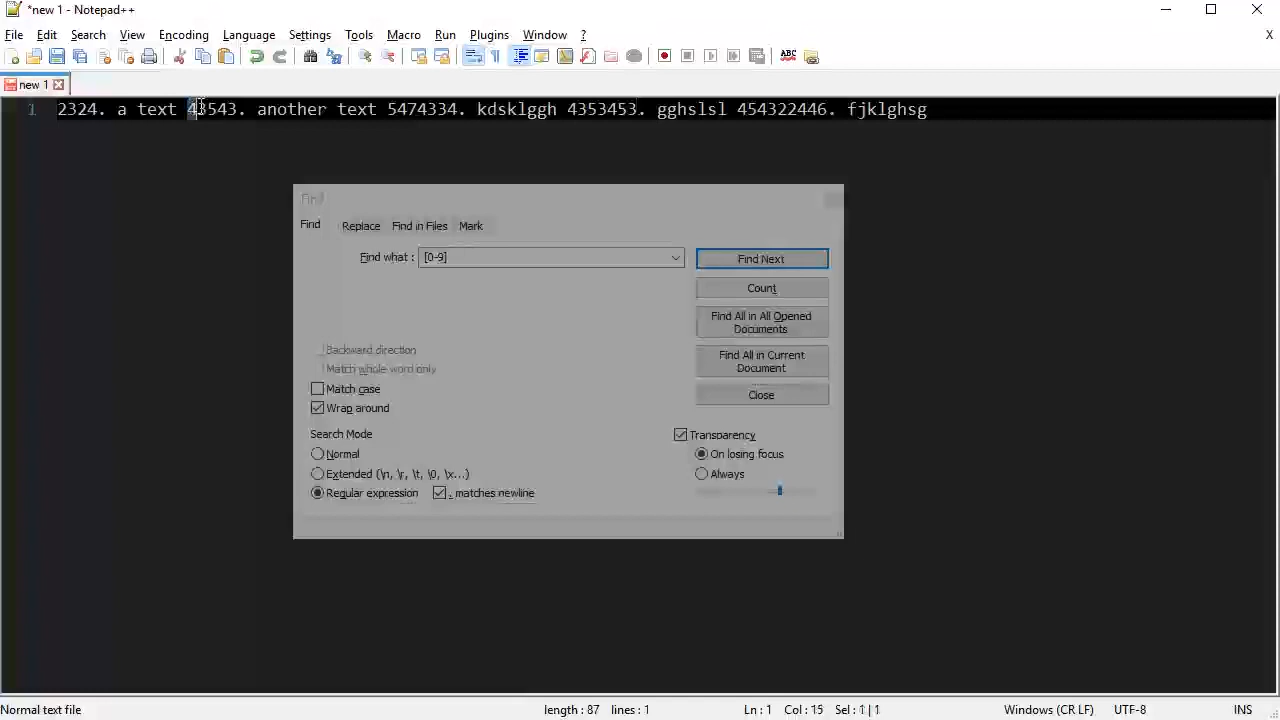 *new 1 - Notepad++
File Edit Search View Encoding Language Settings Tools Macro Run Plugins Window ? X
ABC
new 1
1 2324. a text 43543. another text 5474334. kdsklggh 4353453. gghslsl 454322446. fjklghsg
Find
Find Replace Find in Files Mark
Find what : [0-9] Find Next
Count
Find All in All Opened Documents
Backward direction
Find All in Current Document
Match whole word only
Match case Close
Wrap around
Search Mode Transparency
Normal On losing focus
Extended (\n, \r, \t, \0, \x...) Always
Regular expression . matches newline
Normal text file length : 87 lines : 1 Ln : 1 Col : 15 Sel : 1 | 1 Windows (CR LF) UTF-8 INS